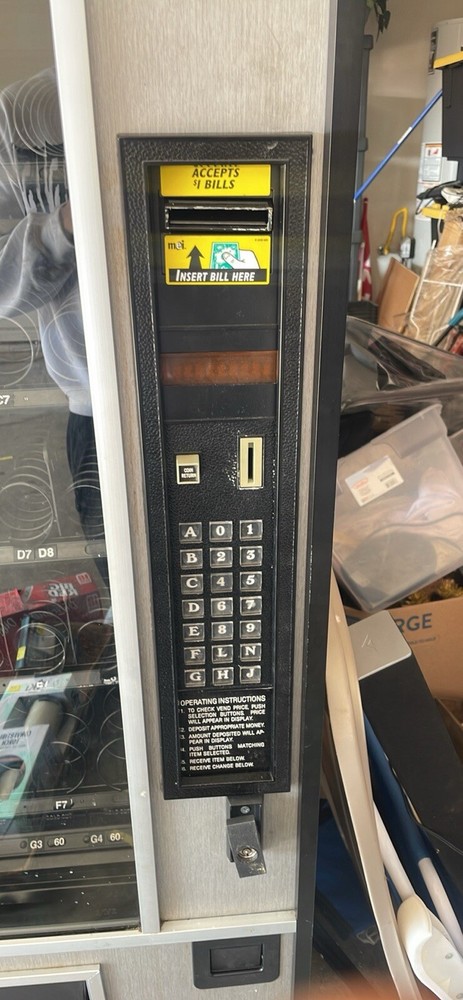 ACCEPTS
$1 BILLS
mei.
INSERT BILL HERE
COIN
RETURN
C7
A 0 1
B 2 3
C 4 5
D 6 7
E 8 9
F L N
G H J
D7 D8
OPERATING INSTRUCTIONS
1. TO CHECK VEND PRICE, PUSH
SELECTION BUTTONS. PRICE
WILL APPEAR IN DISPLAY.
2. DEPOSIT APPROPRIATE MONEY.
3. AMOUNT DEPOSITED WILL AP-
PEAR IN DISPLAY.
4. PUSH BUTTONS MATCHING
ITEM SELECTED.
5. RECEIVE ITEM BELOW.
6. RECEIVE CHANGE BELOW.
F7
G3 60 G4 60
RGE